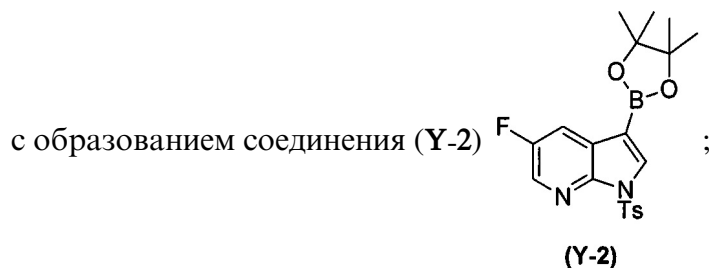 O
B
O
F
с образованием соединения (Y-2)
;
N
N
Ts
(Y-2)